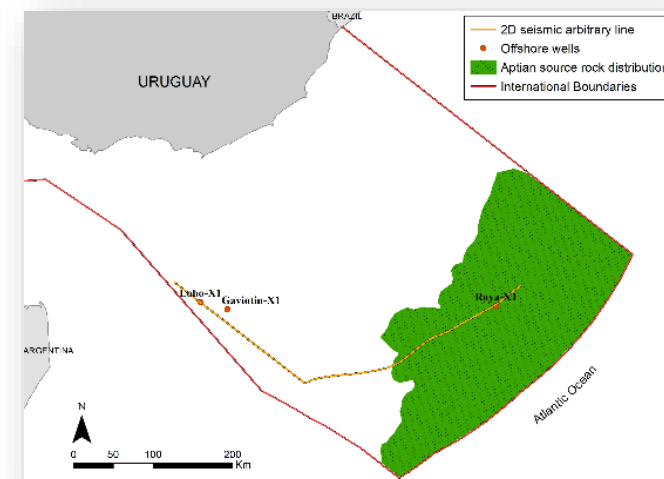 BRAZIL
URUGUAY
2D seismic arbitrary line
Offshore wells
Aptian source rock distribution
International Boundaries
Lobo-X1
Gaviotin-X1
Raya-X1
ARGENTINA
Atlantic Ocean
N
0 50 100 200
Km